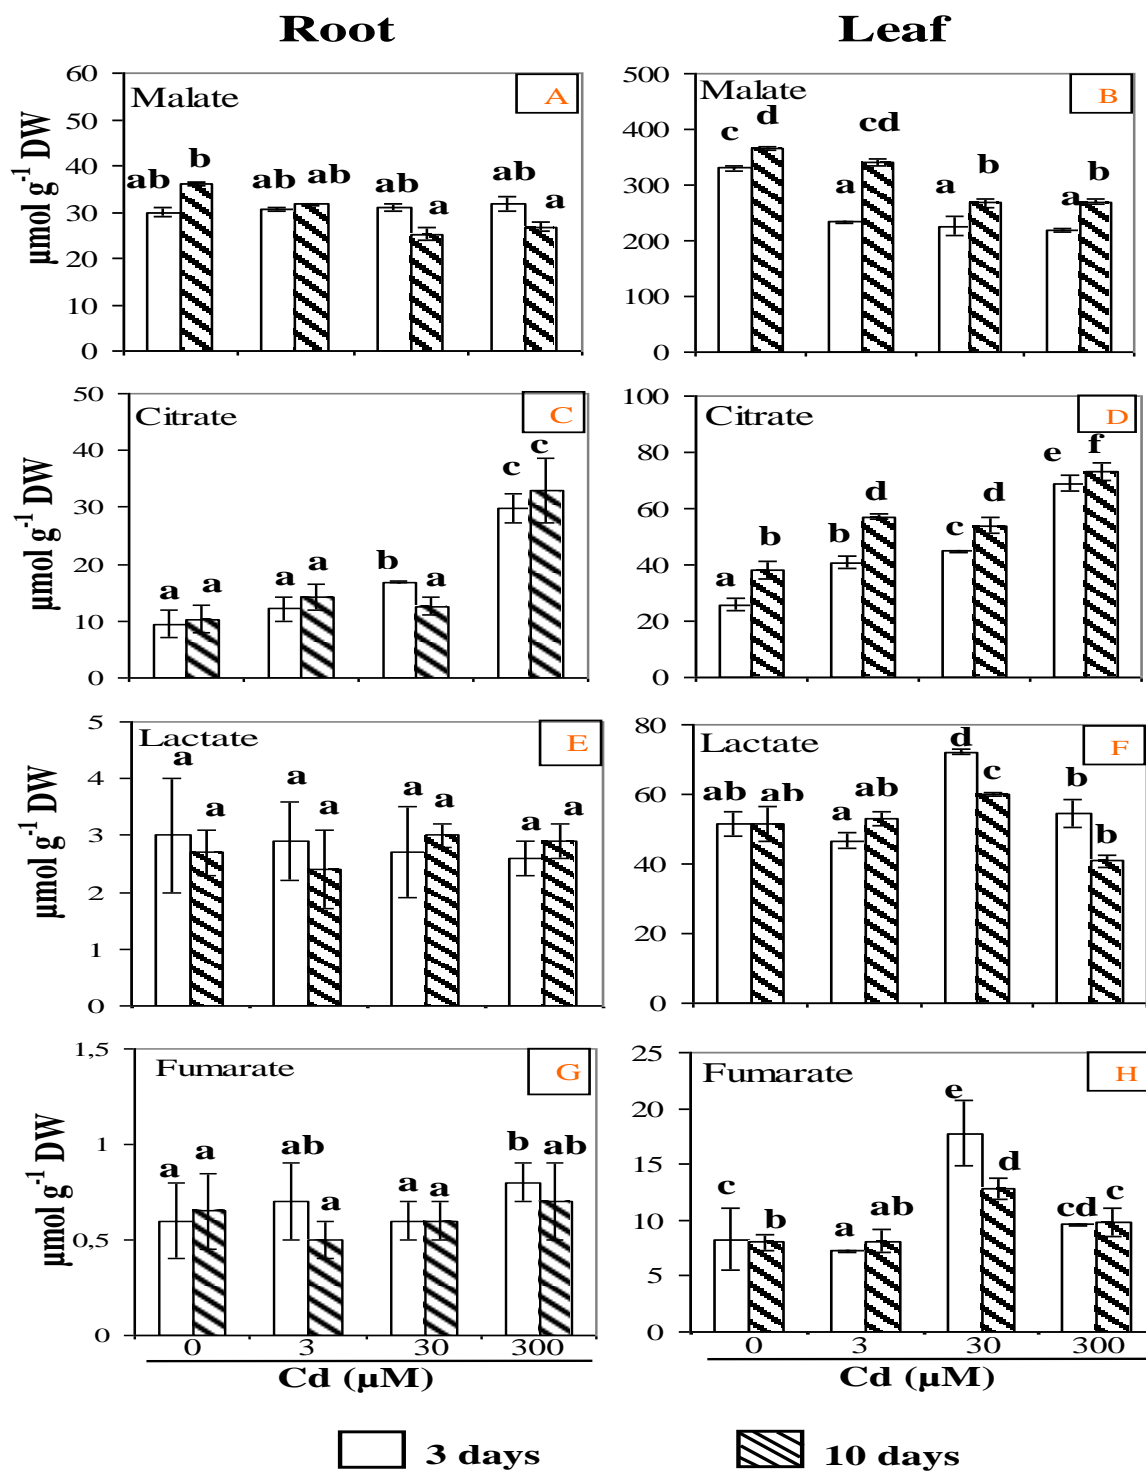 Root Leaf
60
50
40
30
20
10
0
µmol g-1 DW
Malate
A
ab b ab ab ab a ab a
500
400
300
200
100
0
Malate
B
c d a cd a b a b
50
40
30
20
10
0
µmol g-1 DW
Citrate
C
a a a a b a c c
100
80
60
40
20
0
Citrate
D
a b b d c d e f
5
4
3
2
1
0
µmol g-1 DW
Lactate
E
a a a a a a a a
80
60
40
20
0
Lactate
F
ab ab a ab d c b b
1,5
1
0,5
0
µmol g-1 DW
Fumarate
G
a a ab a a a b ab
0 3 30 300
Cd (µM)
25
20
15
10
5
0
Fumarate
H
c b a ab e d cd c
0 3 30 300
Cd (µM)
3 days 10 days